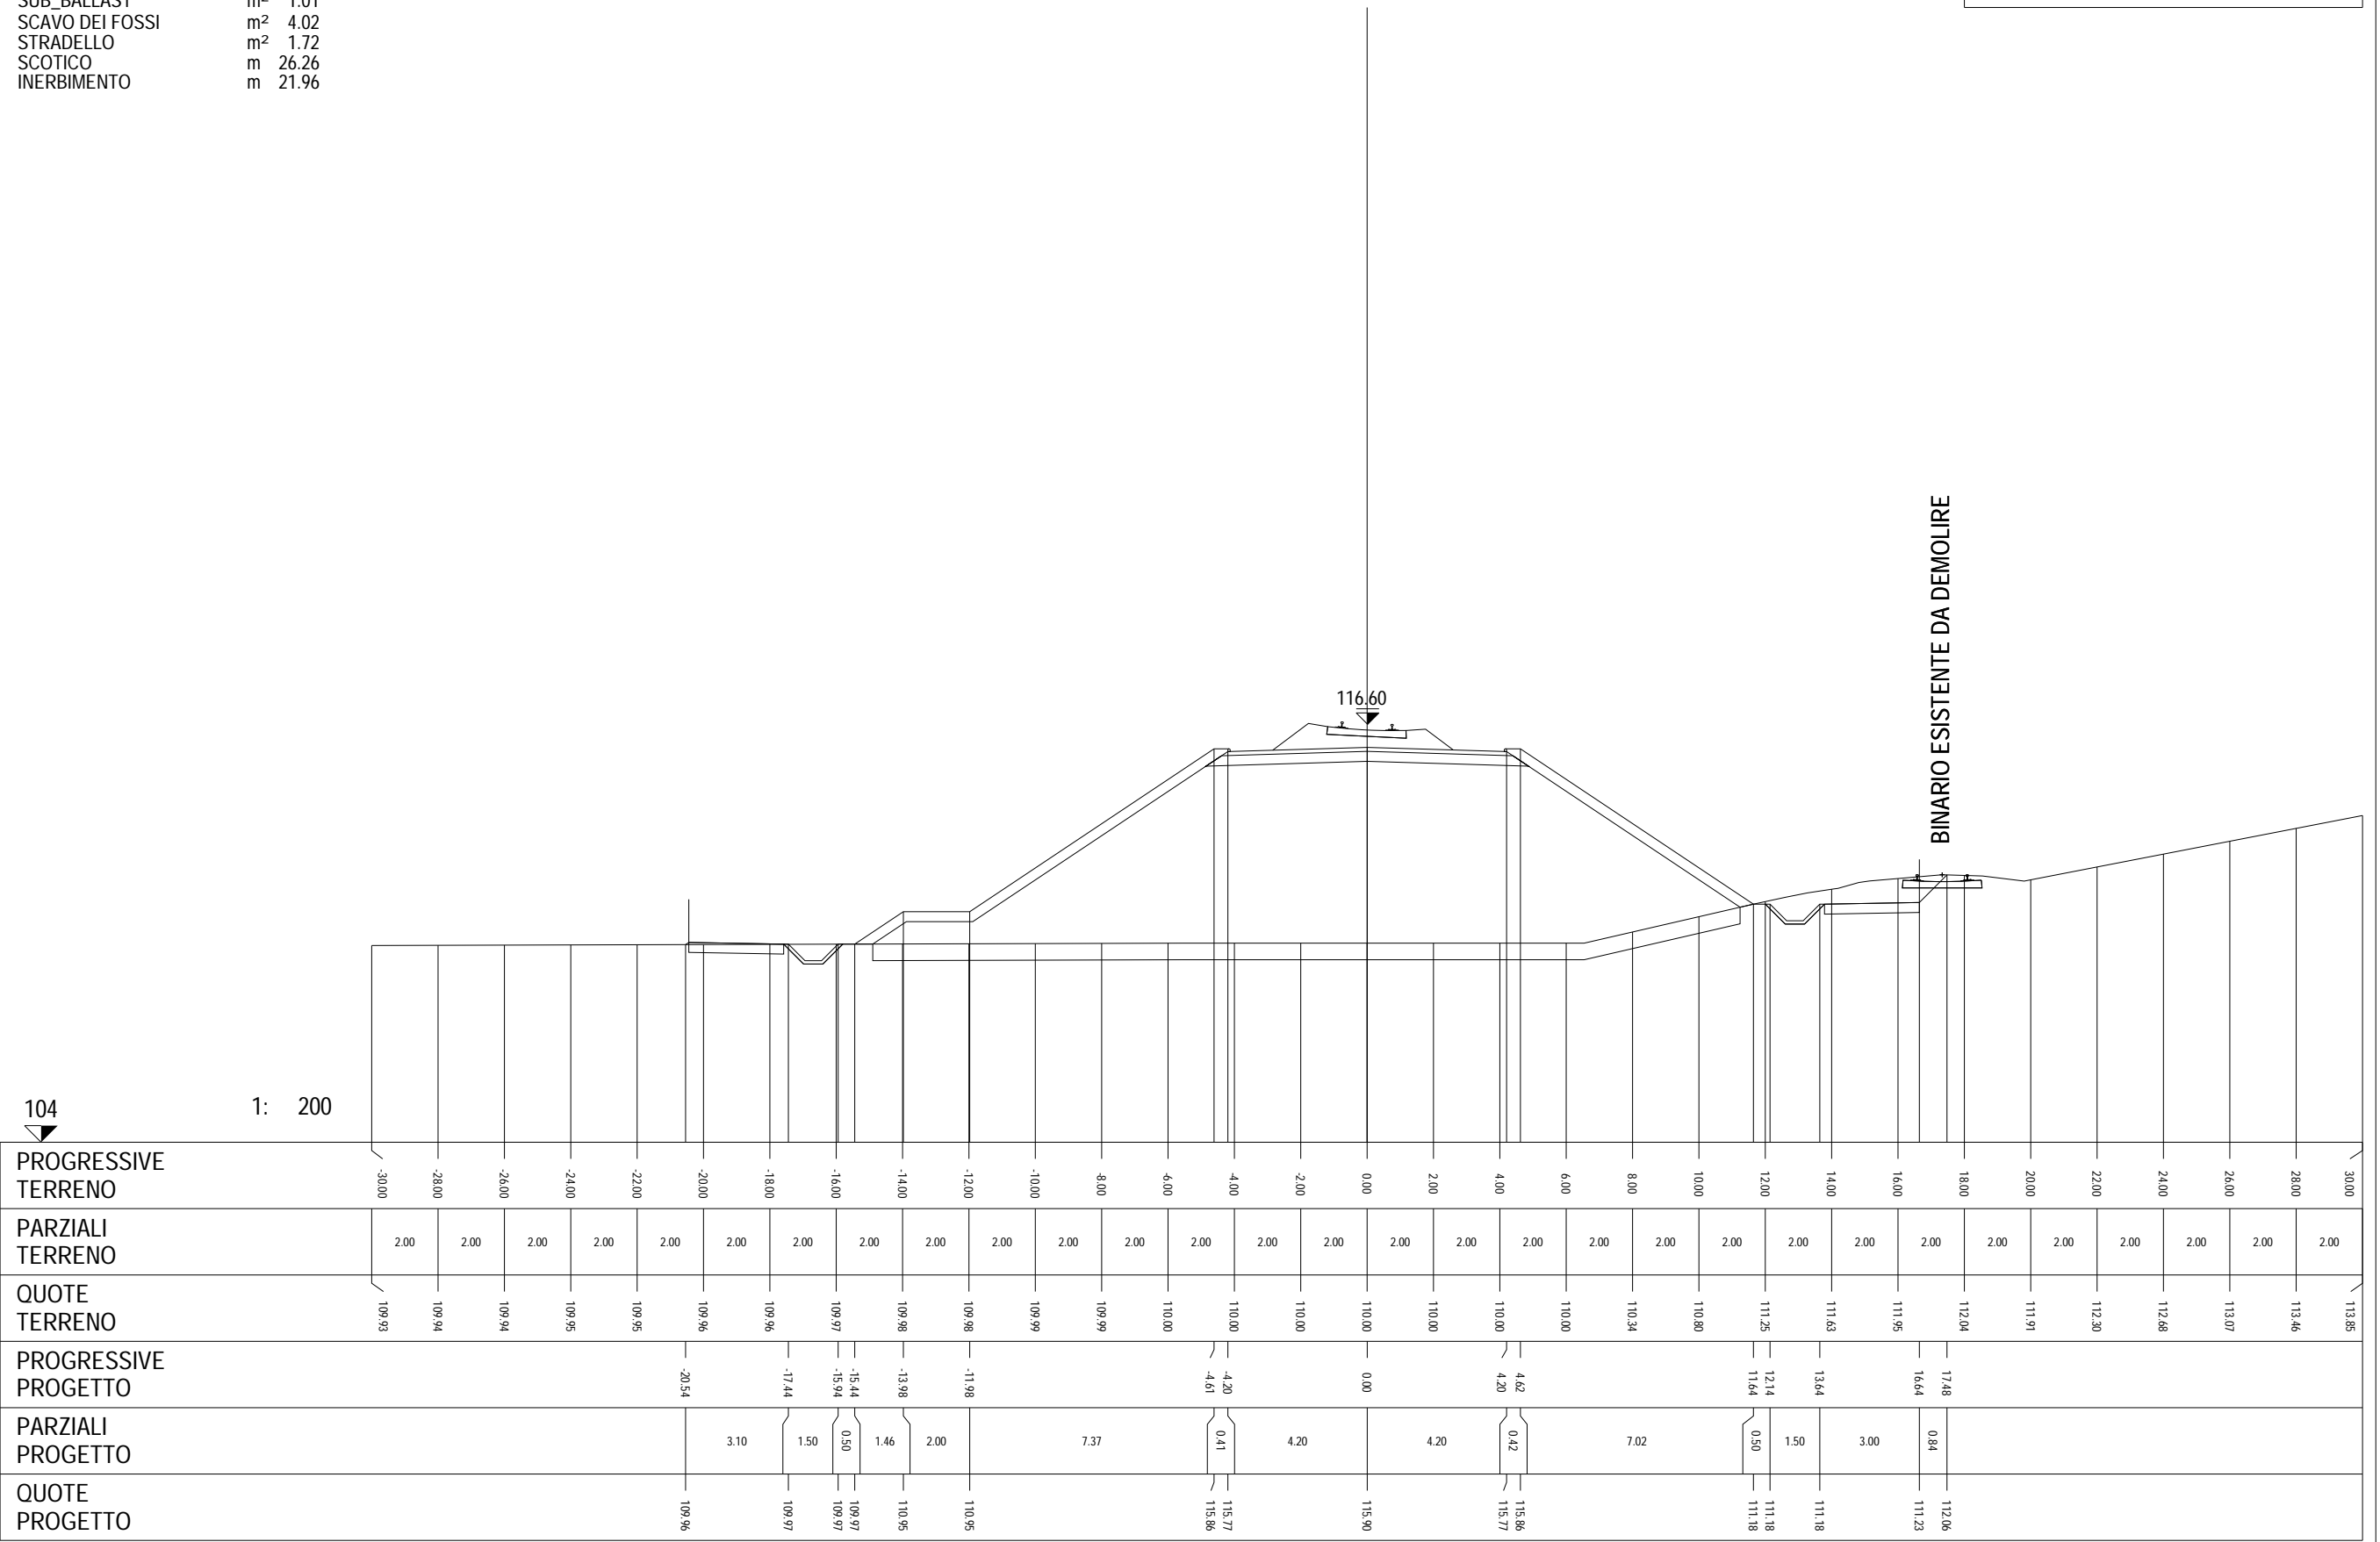 SUB_BALLAST m² 1.01
SCAVO DEI FOSSI m² 4.02
STRADELLO m² 1.72
SCOTICO m 26.26
INERBIMENTO m 21.96
116.60
BINARIO ESISTENTE DA DEMOLIRE
104 1: 200
PROGRESSIVE
TERRENO
-30.00 -28.00 -26.00 -24.00 -22.00 -20.00 -18.00 -16.00 -14.00 -12.00 -10.00 -8.00 -6.00 -4.00 -2.00 0.00 2.00 4.00 6.00 8.00 10.00 12.00 14.00 16.00 18.00 20.00 22.00 24.00 26.00 28.00 30.00
PARZIALI
TERRENO
2.00 2.00 2.00 2.00 2.00 2.00 2.00 2.00 2.00 2.00 2.00 2.00 2.00 2.00 2.00 2.00 2.00 2.00 2.00 2.00 2.00 2.00 2.00 2.00 2.00 2.00 2.00 2.00 2.00 2.00
QUOTE
TERRENO
109.93 109.94 109.94 109.95 109.95 109.96 109.96 109.97 109.98 109.98 109.99 109.99 110.00 110.00 110.00 110.00 110.00 110.00 110.00 110.34 110.80 111.25 111.63 111.95 112.04 111.91 112.30 112.68 113.07 113.46 113.85
PROGRESSIVE
PROGETTO
-20.54 -17.44 -15.94 -15.44 -13.98 -11.98 -4.61 -4.20 0.00 4.20 4.62 11.64 12.14 13.64 16.64 17.48
PARZIALI
PROGETTO
3.10 1.50 0.50 1.46 2.00 7.37 0.41 4.20 4.20 0.42 7.02 0.50 1.50 3.00 0.84
QUOTE
PROGETTO
109.96 109.97 109.97 109.97 110.95 110.95 115.86 115.77 115.90 115.77 115.86 111.18 111.18 111.18 111.23 112.06